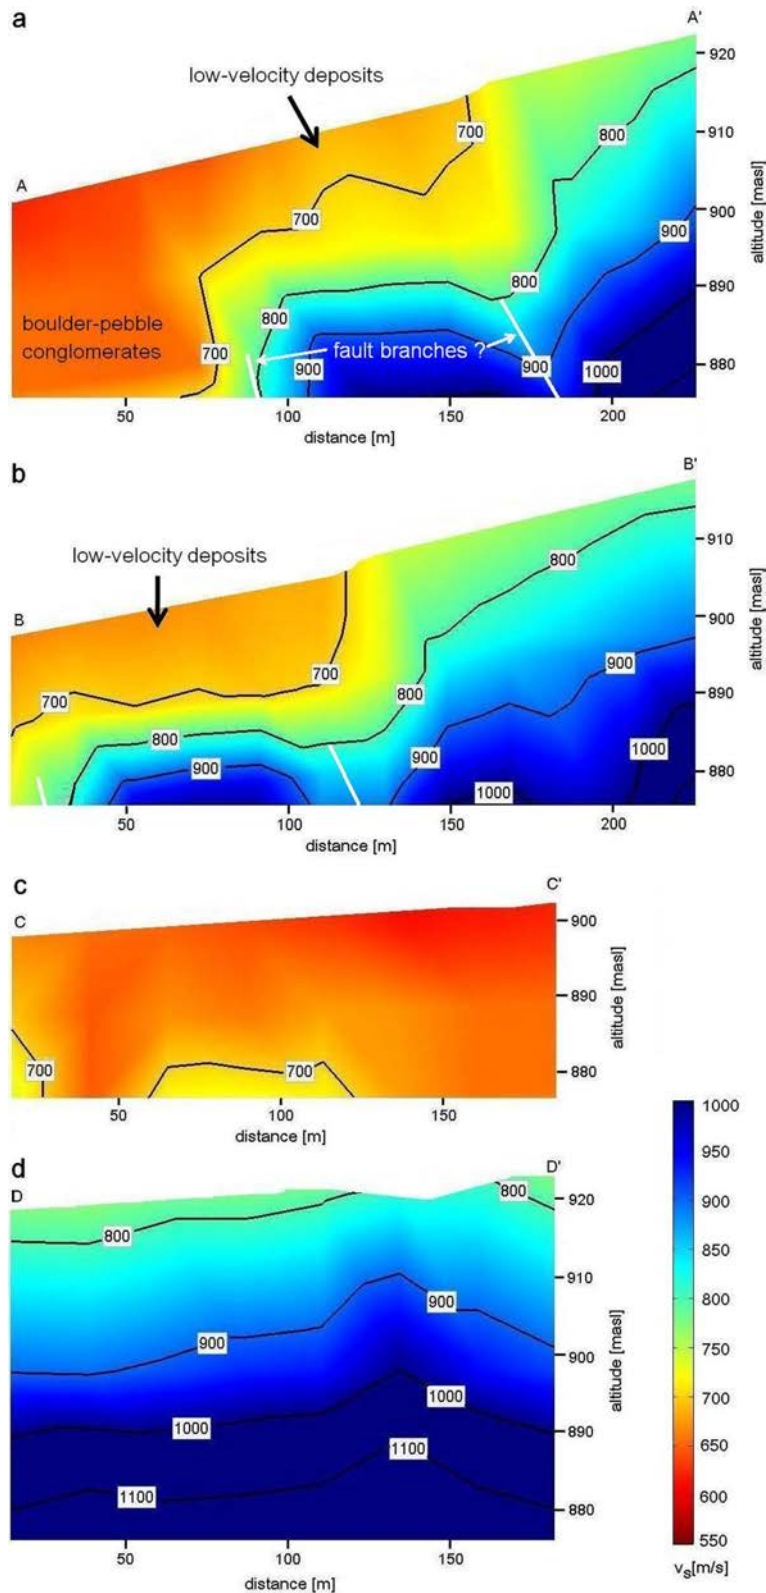 a
A'
920
low-velocity deposits
700
800
910
A
700
900
altitude [masl]
900
800
890
800
boulder-pebble
conglomerates
700
fault branches ?
900
900
1000
880
50
100
150
200
distance [m]
b
B'
910
low-velocity deposits
800
B
900
altitude [masl]
700
700
900
800
890
800
900
900
1000
1000
880
50
100
150
200
distance [m]
c
C'
C
900
890
altitude [masl]
700
700
880
50
100
150
distance [m]
d
D'
D
800
920
800
910
900
900
900
altitude [masl]
1000
1000
890
1100
1100
880
50
100
150
distance [m]
1000
950
900
850
800
750
700
650
600
550
vs[m/s]